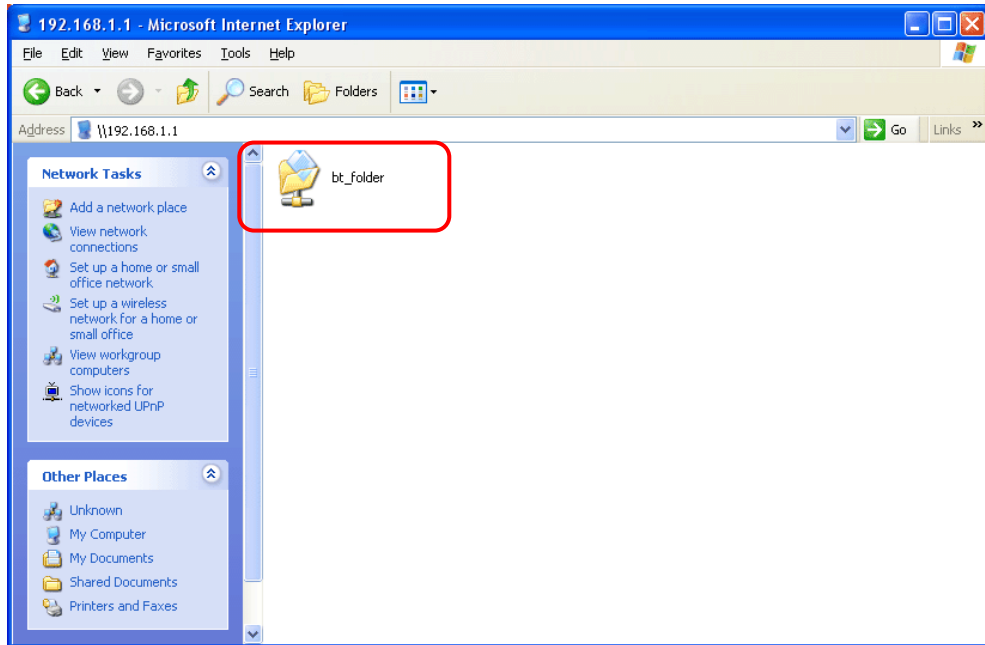 192.168.1.1 - Microsoft Internet Explorer
File Edit View Favorites Tools Help
Back Search Folders
Address \\192.168.1.1 Go Links »
Network Tasks
Add a network place
View network
connections
Set up a home or small
office network
Set up a wireless
network for a home or
small office
View workgroup
computers
Show icons for
networked UPnP
devices
Other Places
Unknown
My Computer
My Documents
Shared Documents
Printers and Faxes
bt_folder